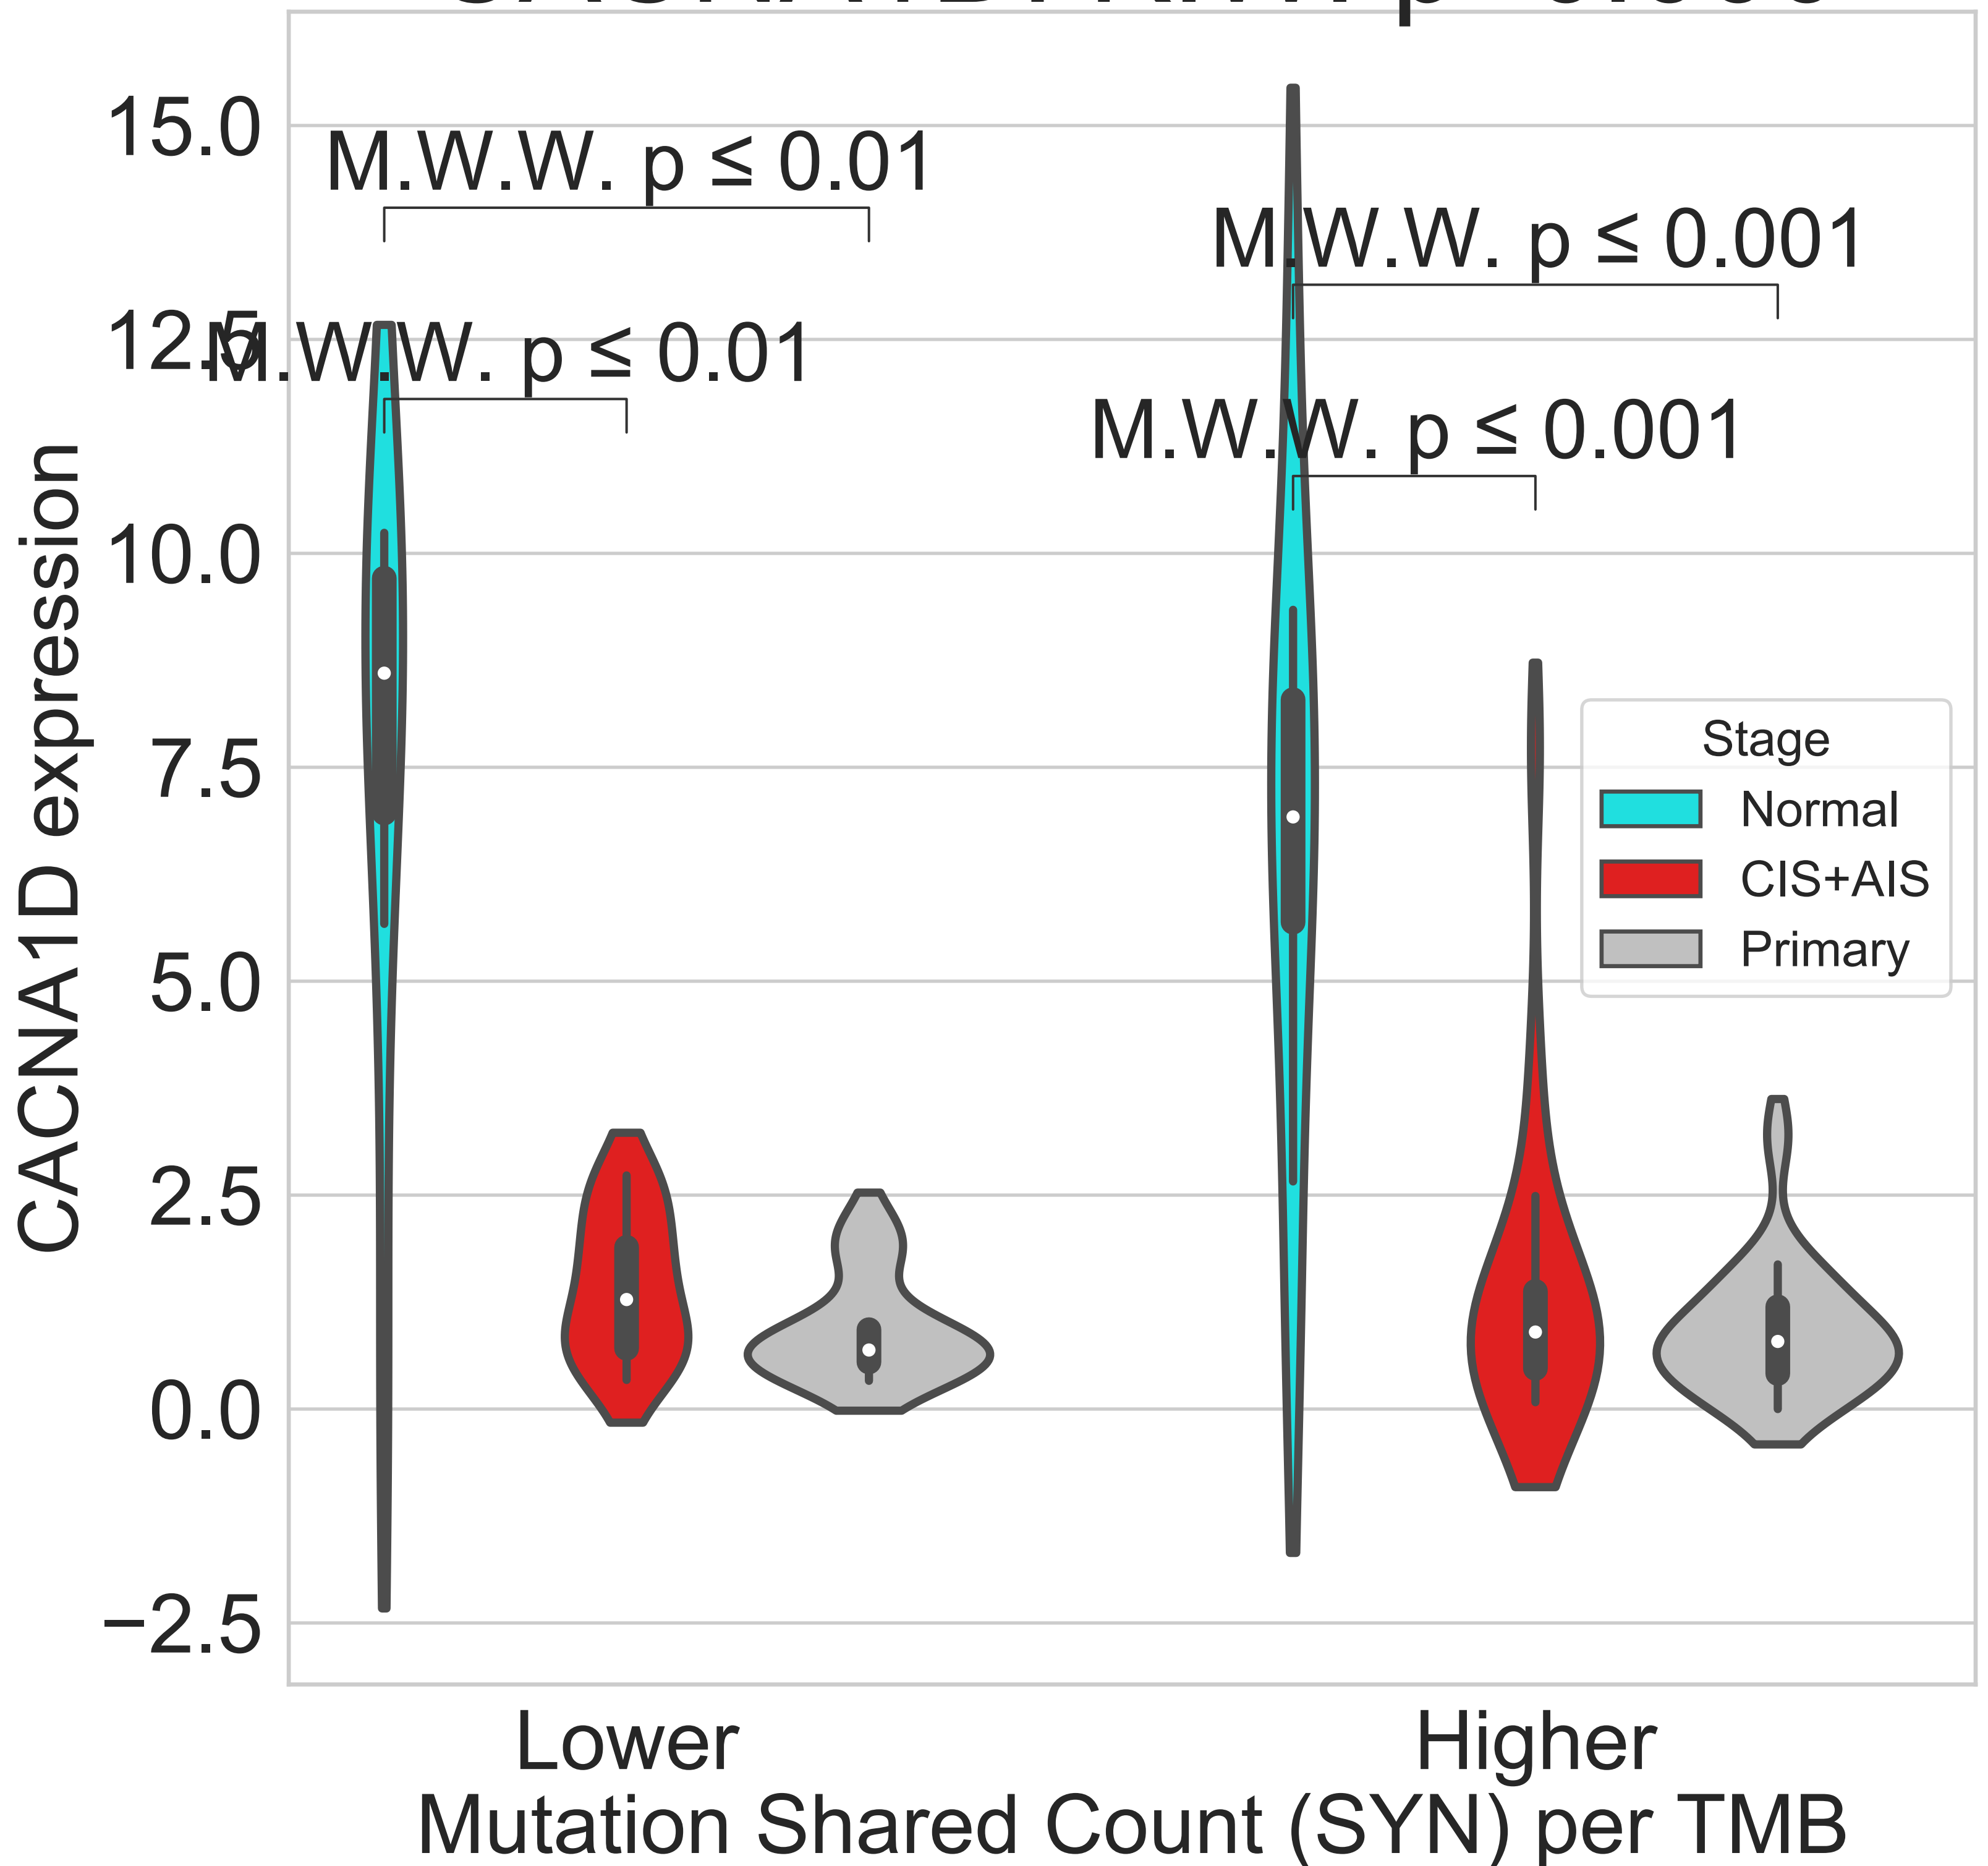 15.0
12.5
10.0
7.5
5.0
2.5
0.0
−2.5
CACNA1D expression
M.W.W. p ≤ 0.01
M.W.W. p ≤ 0.01
M.W.W. p ≤ 0.001
M.W.W. p ≤ 0.001
Stage
Normal
CIS+AIS
Primary
Lower
Higher
Mutation Shared Count (SYN) per TMB